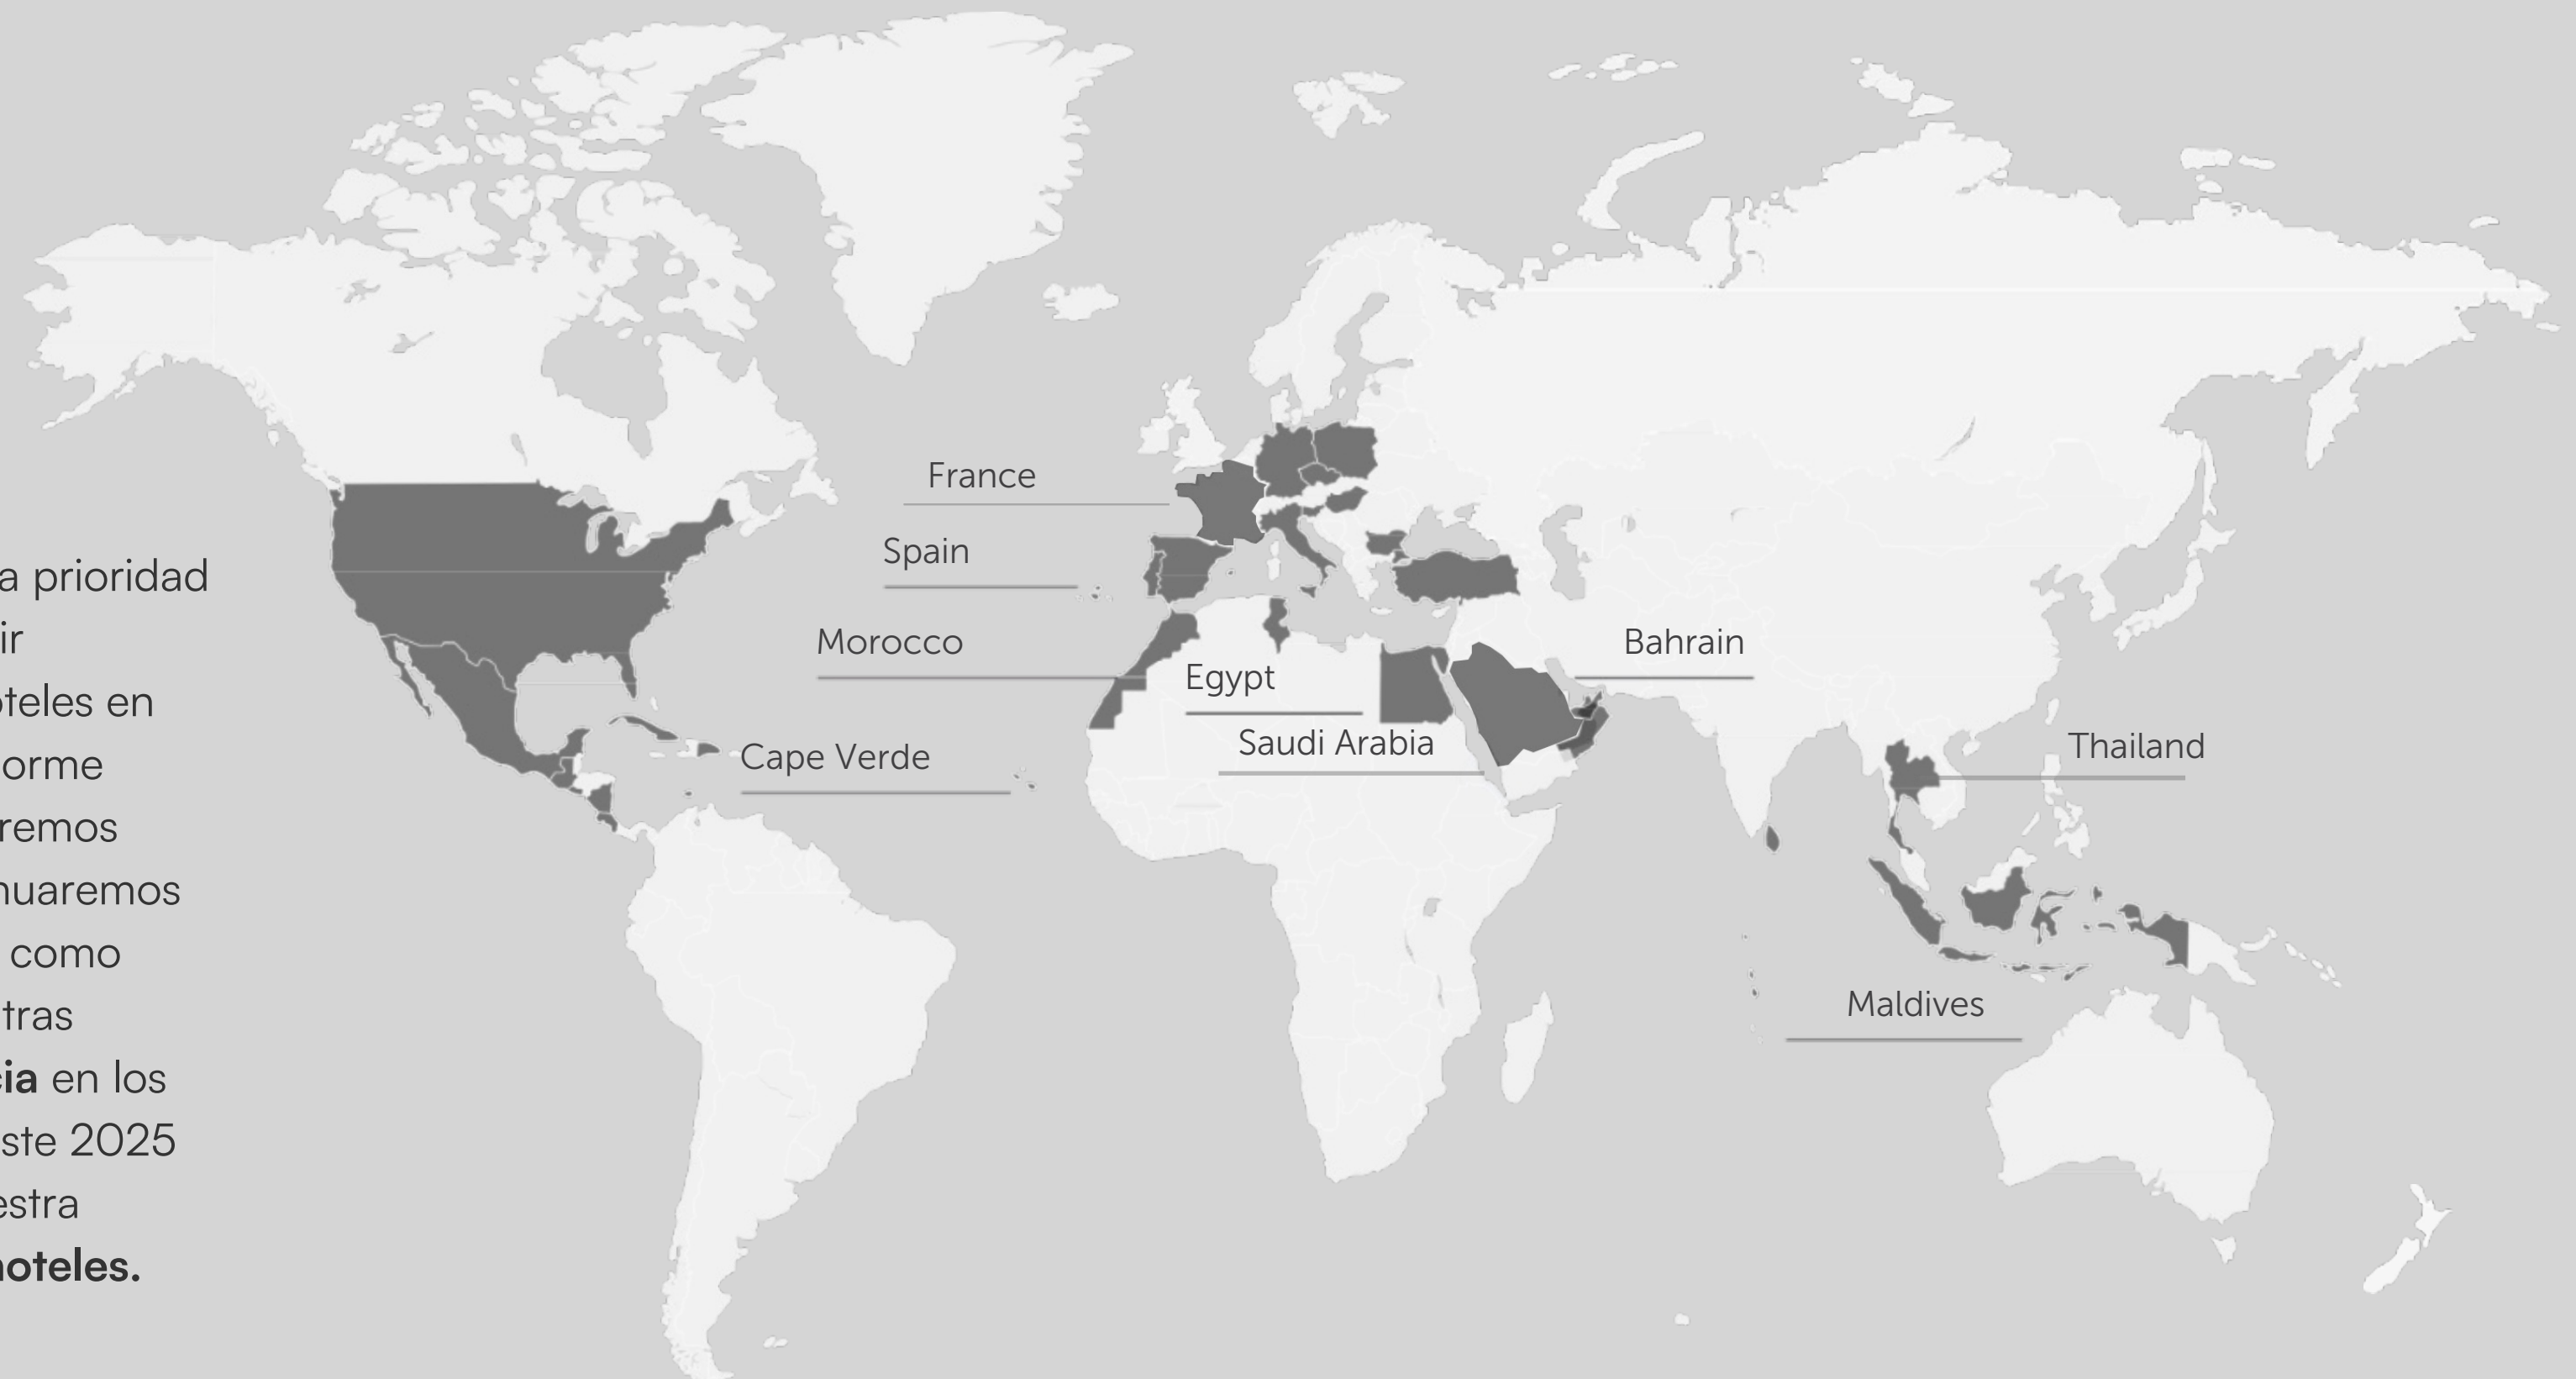 a prioridad
ir
oteles en
orme
remos
nuaremos
como
tras
cia en los
ste 2025
estra
hoteles.
France
Spain
Morocco
Bahrain
Egypt
Saudi Arabia
Cape Verde
Thailand
Maldives